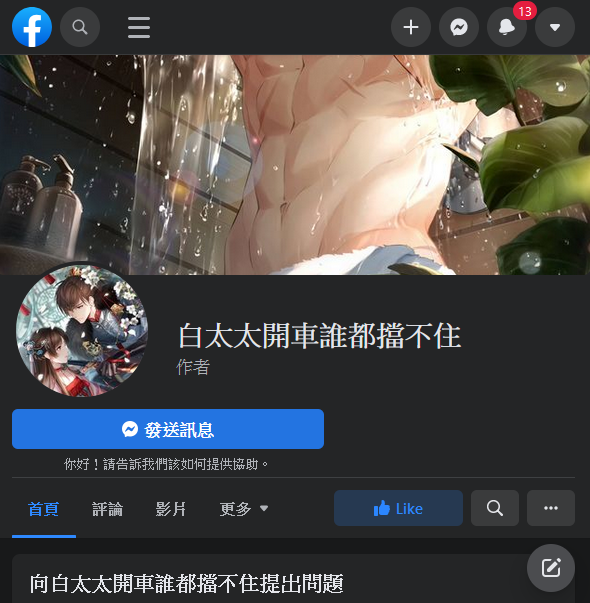 13
白太太開車誰都擋不住
作者
發送訊息
你好！請告訴我們該如何提供協助。
首頁 評論 影片 更多 Like
向白太太開車誰都擋不住提出問題